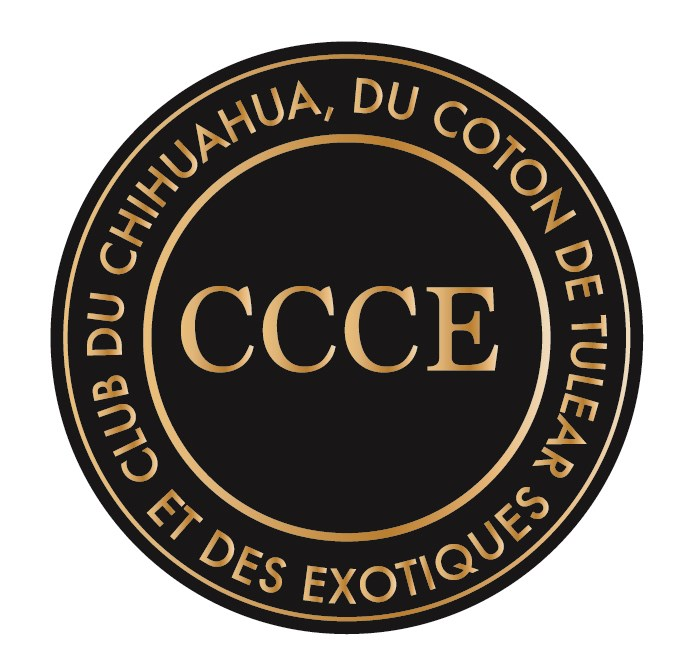 CLUB DU CHIHUAHUA, DU COTON DE TULEAR ET DES EXOTIQUES
CCCE